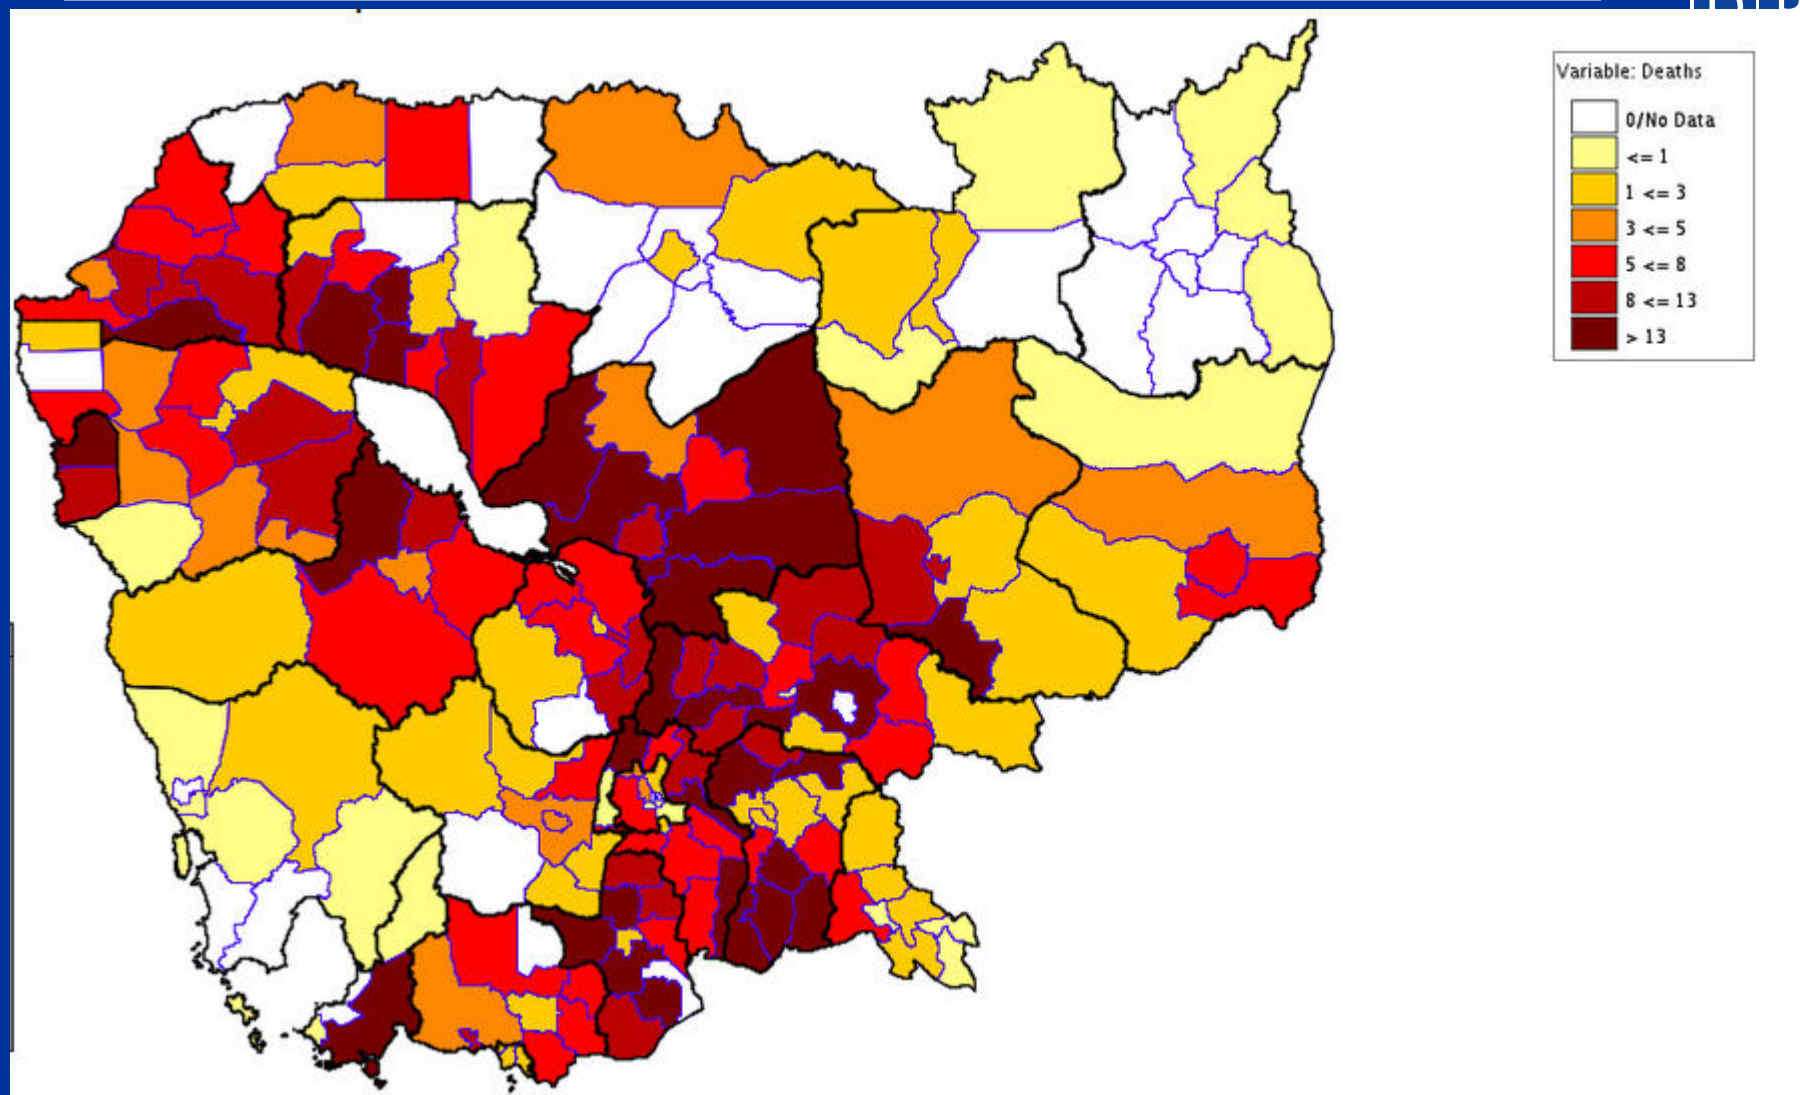 Variable: Deaths
0/No Data
<= 1
1 <= 3
3 <= 5
5 <= 8
8 <= 13
> 13